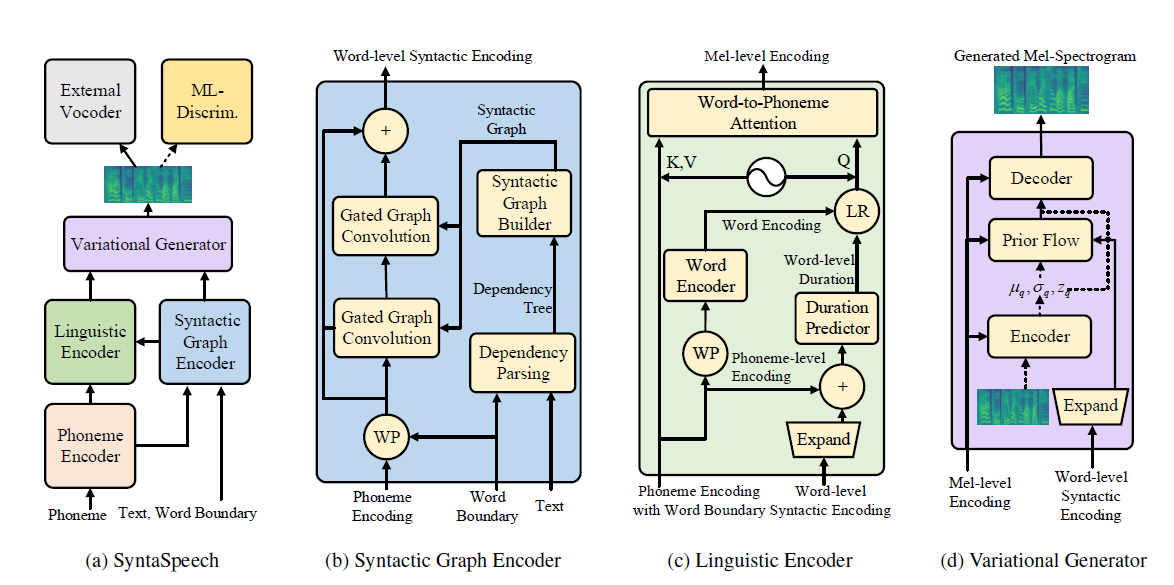 External
Vocoder
ML-
Discrim.
Variational Generator
Linguistic
Encoder
Syntactic
Graph
Encoder
Phoneme
Encoder
Phoneme
Text, Word Boundary
(a) SyntaSpeech
Word-level Syntactic Encoding
+
Syntactic
Graph
Gated Graph
Convolution
Syntactic
Graph
Builder
Dependency
Tree
Gated Graph
Convolution
Dependency
Parsing
WP
Phoneme
Encoding
Word
Boundary
Text
(b) Syntactic Graph Encoder
Mel-level Encoding
Word-to-Phoneme
Attention
K,V
Q
LR
Word Encoding
Word
Encoder
Word-level
Duration
Duration
Predictor
WP
Phoneme-level
Encoding
+
Expand
Phoneme Encoding
with Word Boundary
Word-level
Syntactic Encoding
(c) Linguistic Encoder
Generated Mel-Spectrogram
Decoder
Prior Flow
μq, σq, zq
Encoder
Expand
Mel-level
Encoding
Word-level
Syntactic
Encoding
(d) Variational Generator